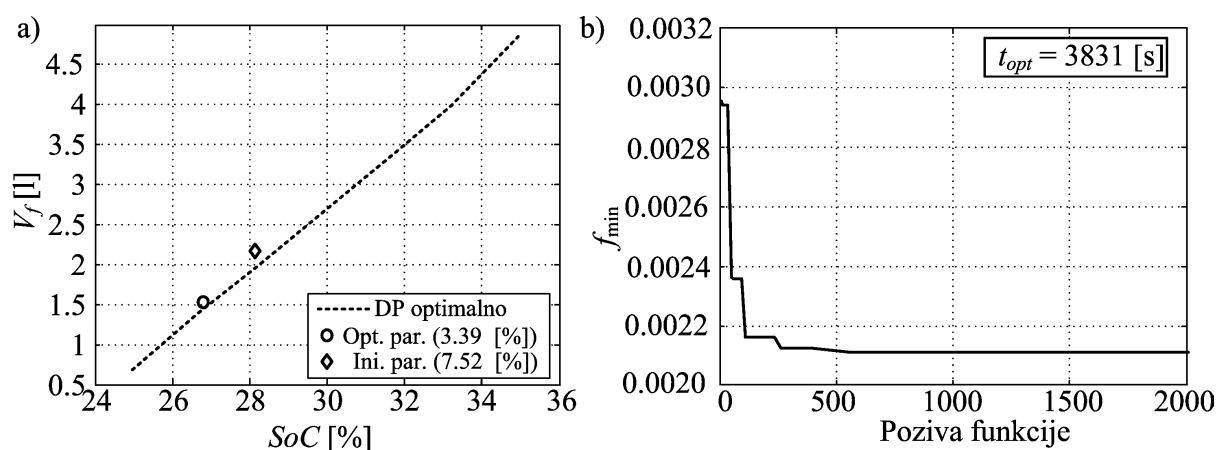 a)
4.5
4
3.5
3
2.5
2
1.5
1
0.5
V_f [l]
24 26 28 30 32 34 36
SoC [%]
DP optimalno
Opt. par. (3.39 [%])
Ini. par. (7.52 [%])
b)
0.0032
0.0030
0.0028
0.0026
0.0024
0.0022
0.0020
f_min
t_opt = 3831 [s]
0 500 1000 1500 2000
Poziva funkcije